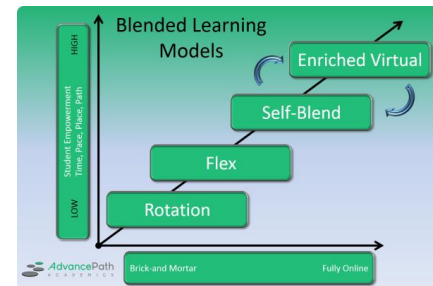 Blended Learning
Models
HIGH
Student Empowerment
Time, Pace, Place, Path
LOW
Enriched Virtual
Self-Blend
Flex
Rotation
Brick-and Mortar
Fully Online
AdvancePath
ACADEMICS